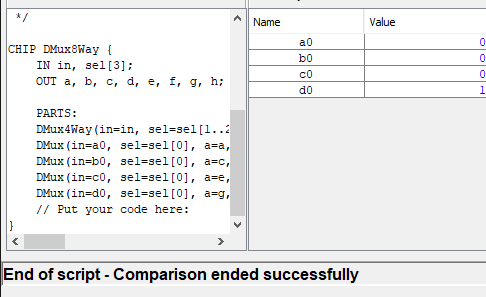 */
CHIP DMux8Way {
IN in, sel[3];
OUT a, b, c, d, e, f, g, h;
PARTS:
DMux4Way(in=in, sel=sel[1..2
DMux(in=a0, sel=sel[0], a=a,
DMux(in=b0, sel=sel[0], a=c,
DMux(in=c0, sel=sel[0], a=e,
DMux(in=d0, sel=sel[0], a=g,
// Put your code here:
}
Name Value
a0 0
b0 0
c0 0
d0 1
End of script - Comparison ended successfully